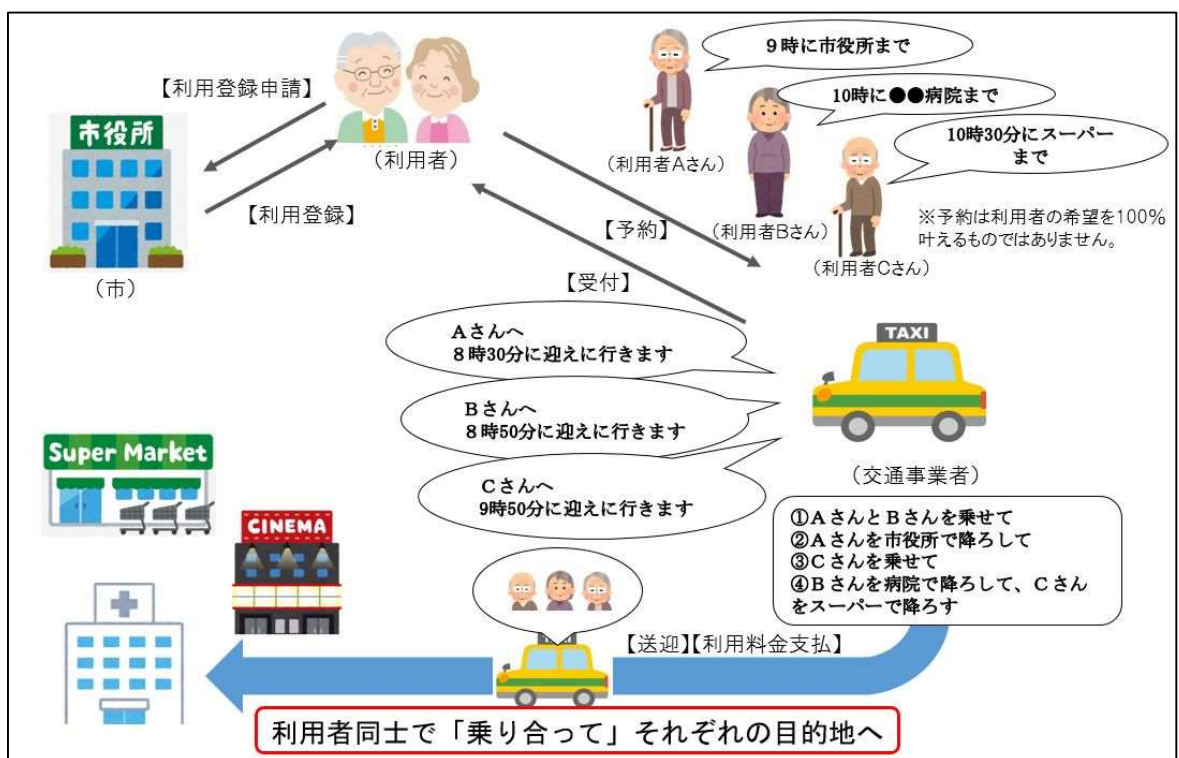 【利用登録申請】
市役所
(市)
【利用登録】
(利用者)
9時に市役所まで
10時に●●病院まで
10時30分にスーパー
まで
(利用者Aさん)
(利用者Bさん)
(利用者Cさん)
※予約は利用者の希望を100%
叶えるものではありません。
【予約】
【受付】
Aさんへ
8時30分に迎えに行きます
Bさんへ
8時50分に迎えに行きます
Cさんへ
9時50分に迎えに行きます
TAXI
(交通事業者)
①AさんとBさんを乗せて
②Aさんを市役所で降ろして
③Cさんを乗せて
④Bさんを病院で降ろして、Cさん
をスーパーで降ろす
Super Market
CINEMA
【送迎】【利用料金支払】
利用者同士で「乗り合って」それぞれの目的地へ